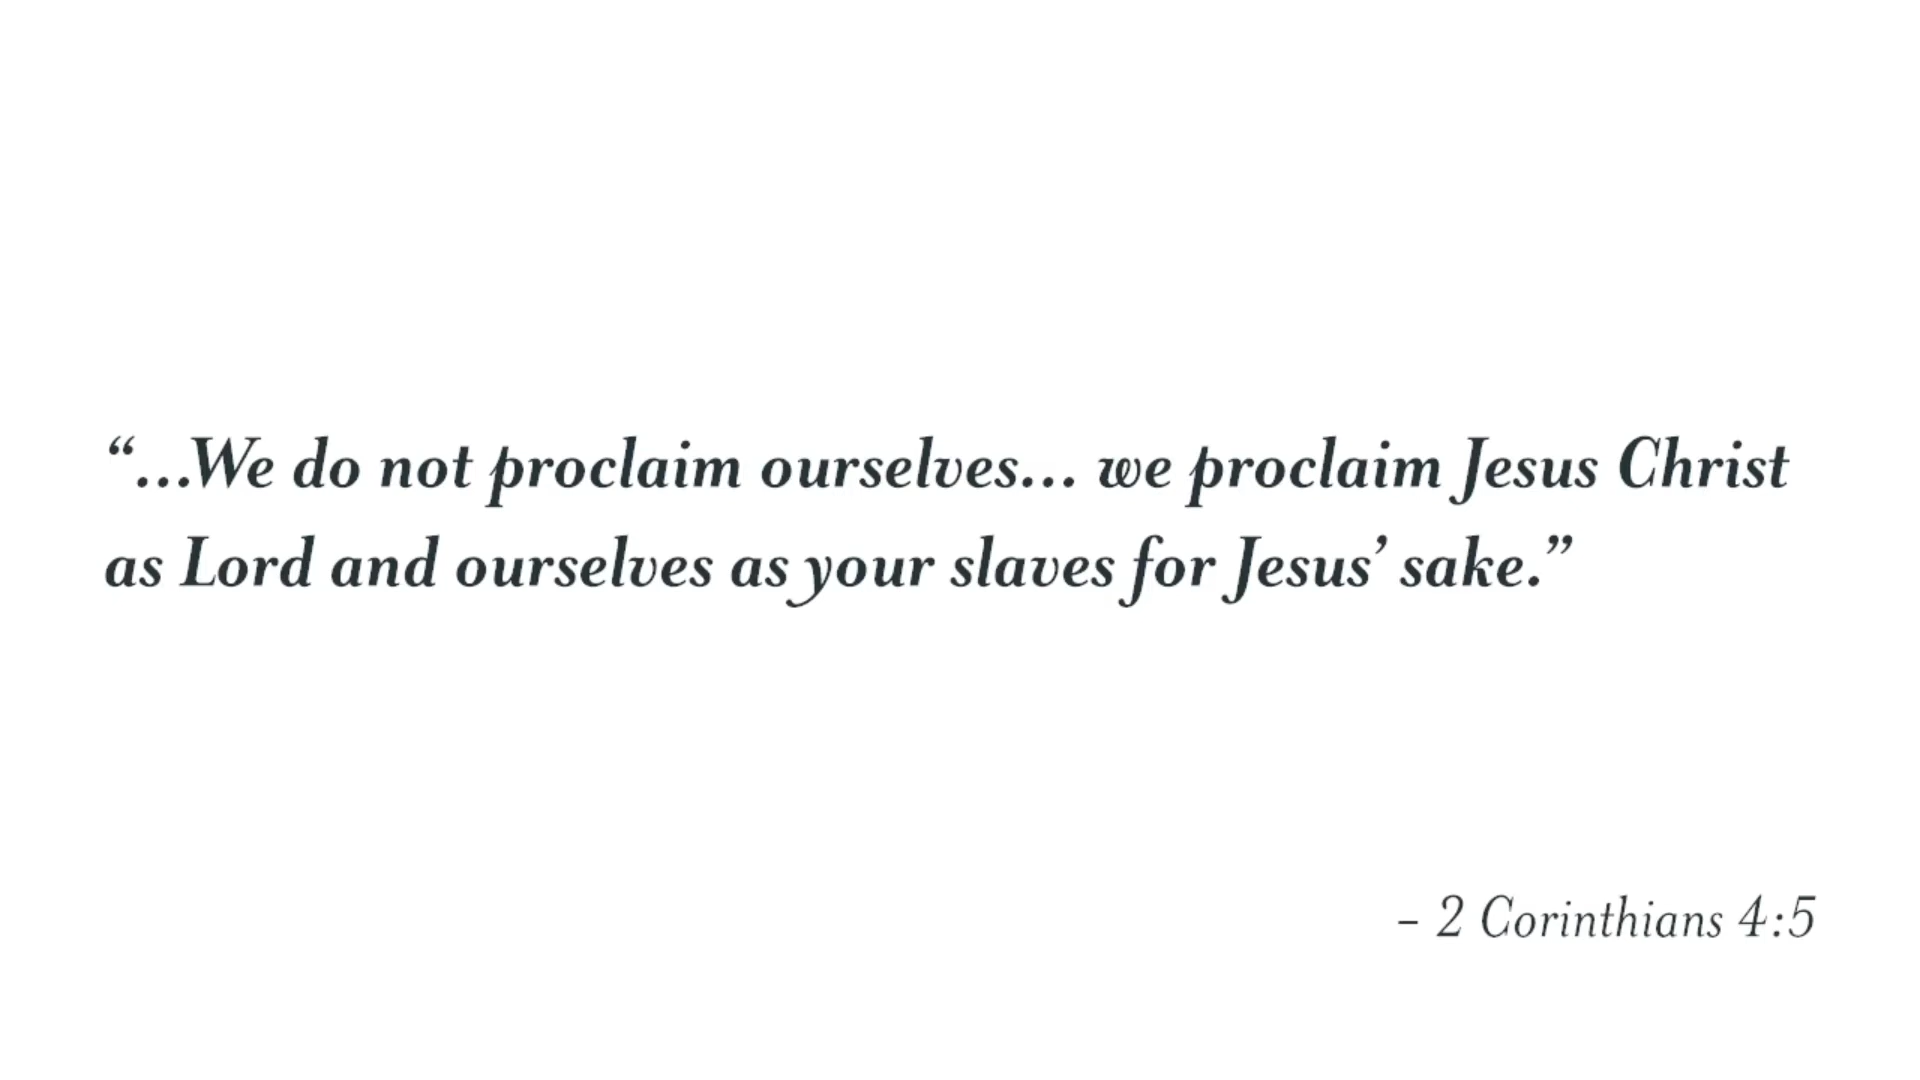 “...We do not proclaim ourselves... we proclaim Jesus Christ
as Lord and ourselves as your slaves for Jesus’ sake.”
– 2 Corinthians 4:5